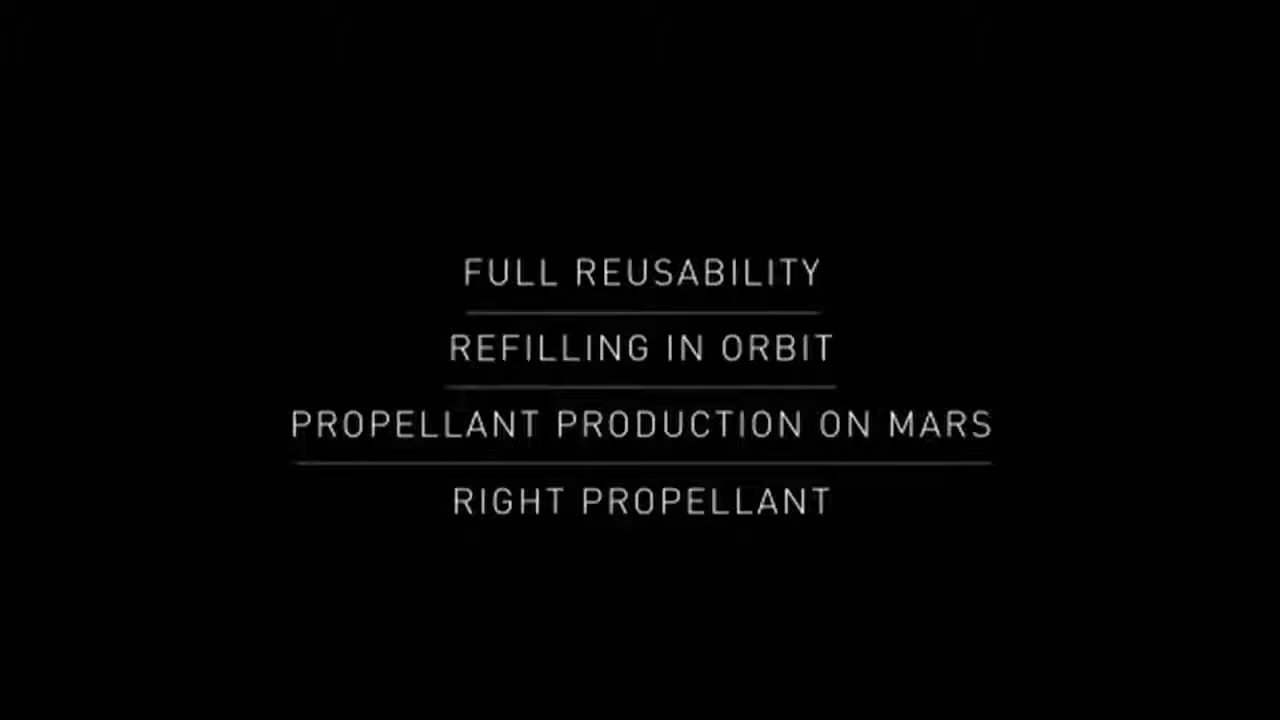 FULL REUSABILITY
REFILLING IN ORBIT
PROPELLANT PRODUCTION ON MARS
RIGHT PROPELLANT